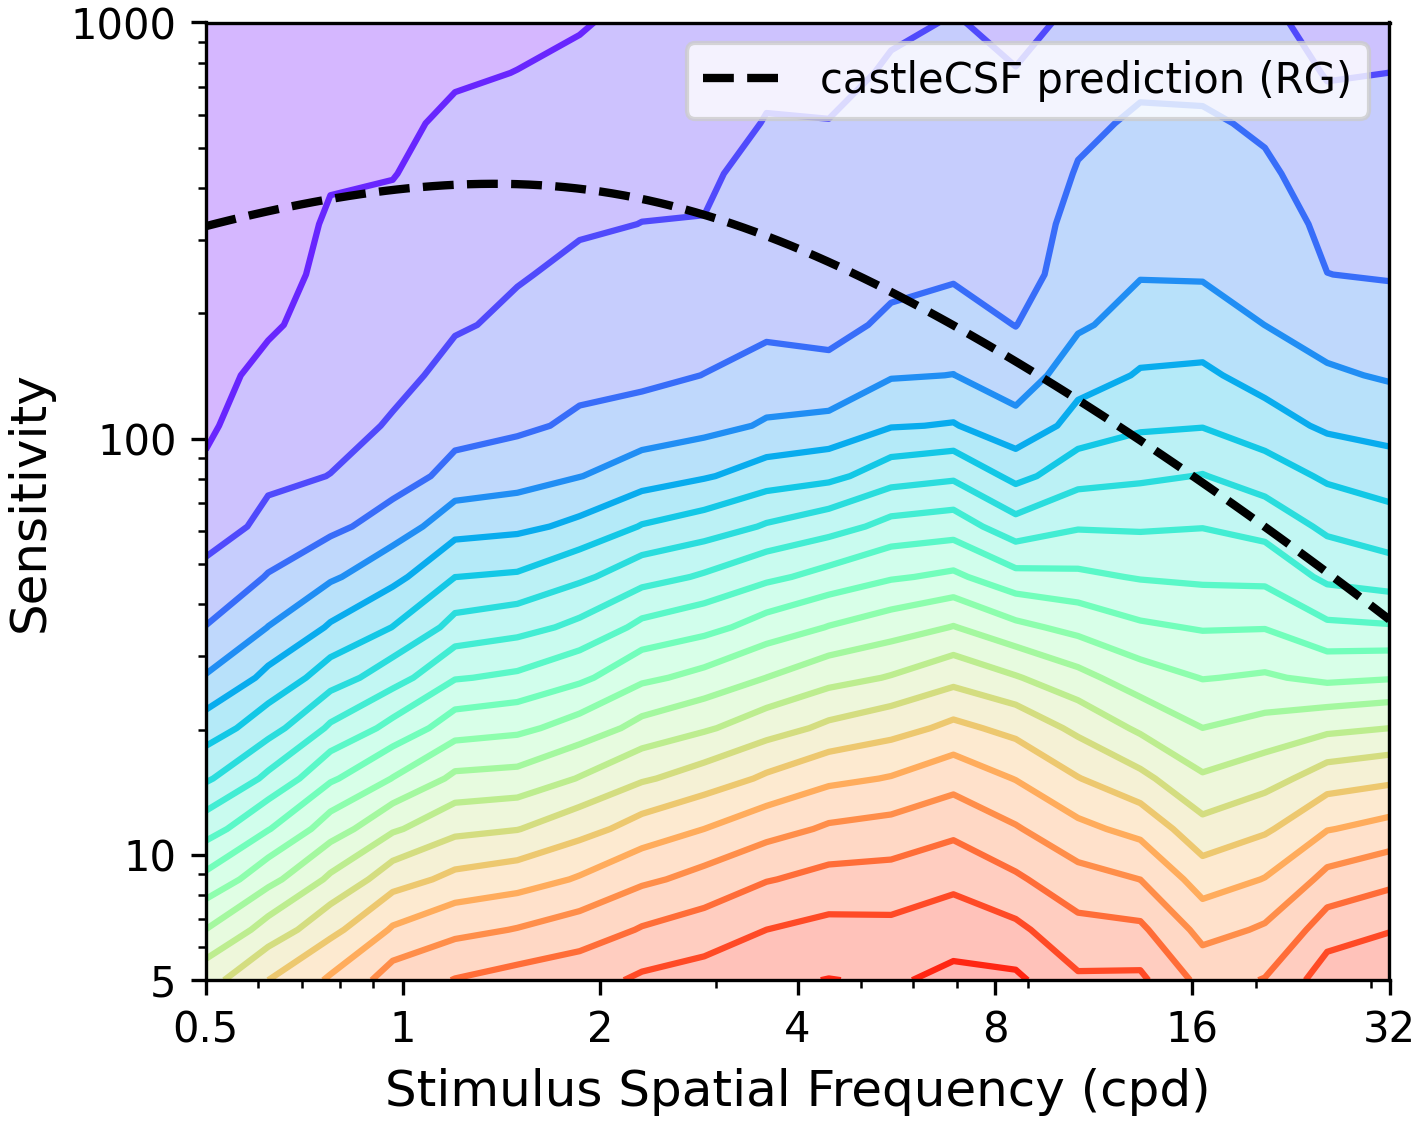 castleCSF prediction (RG)
1000
100
10
5
Sensitivity
0.5 1 2 4 8 16 32
Stimulus Spatial Frequency (cpd)